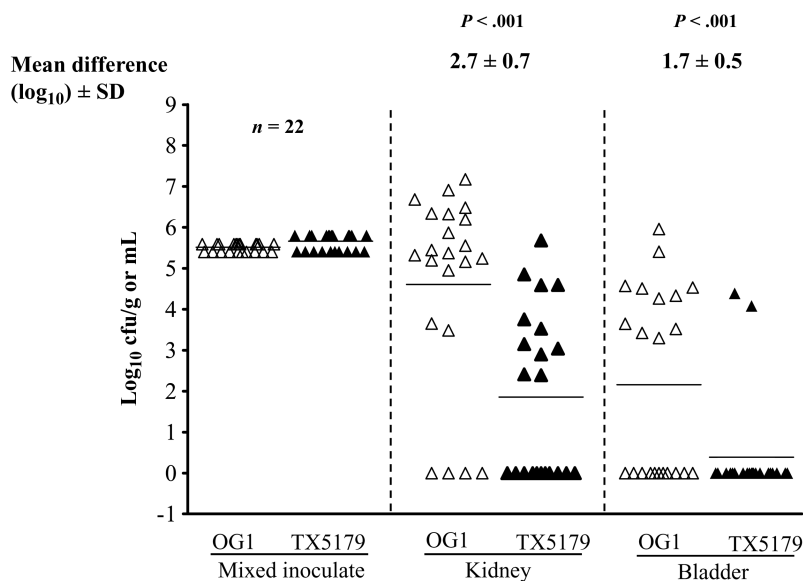 P < .001 P < .001
Mean difference 2.7 ± 0.7 1.7 ± 0.5
(log10) ± SD
9
n = 22
8
7
6
5
4
3
2
1
0
-1
Log10 cfu/g or mL
OG1 TX5179 OG1 TX5179 OG1 TX5179
Mixed inoculate Kidney Bladder